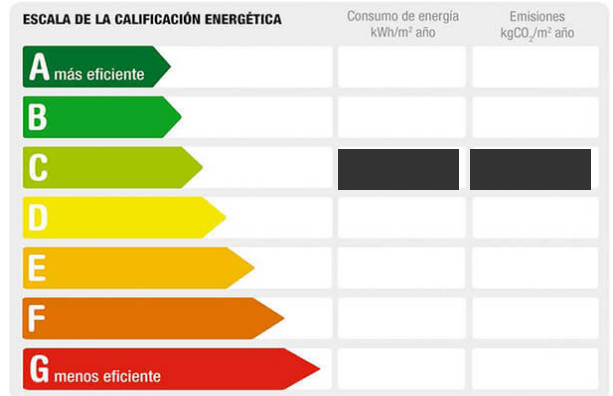 ESCALA DE LA CALIFICACIÓN ENERGÉTICA
Consumo de energía
kWh/m² año
Emisiones
kgCO₂/m² año
A más eficiente
B
C
D
E
F
G menos eficiente